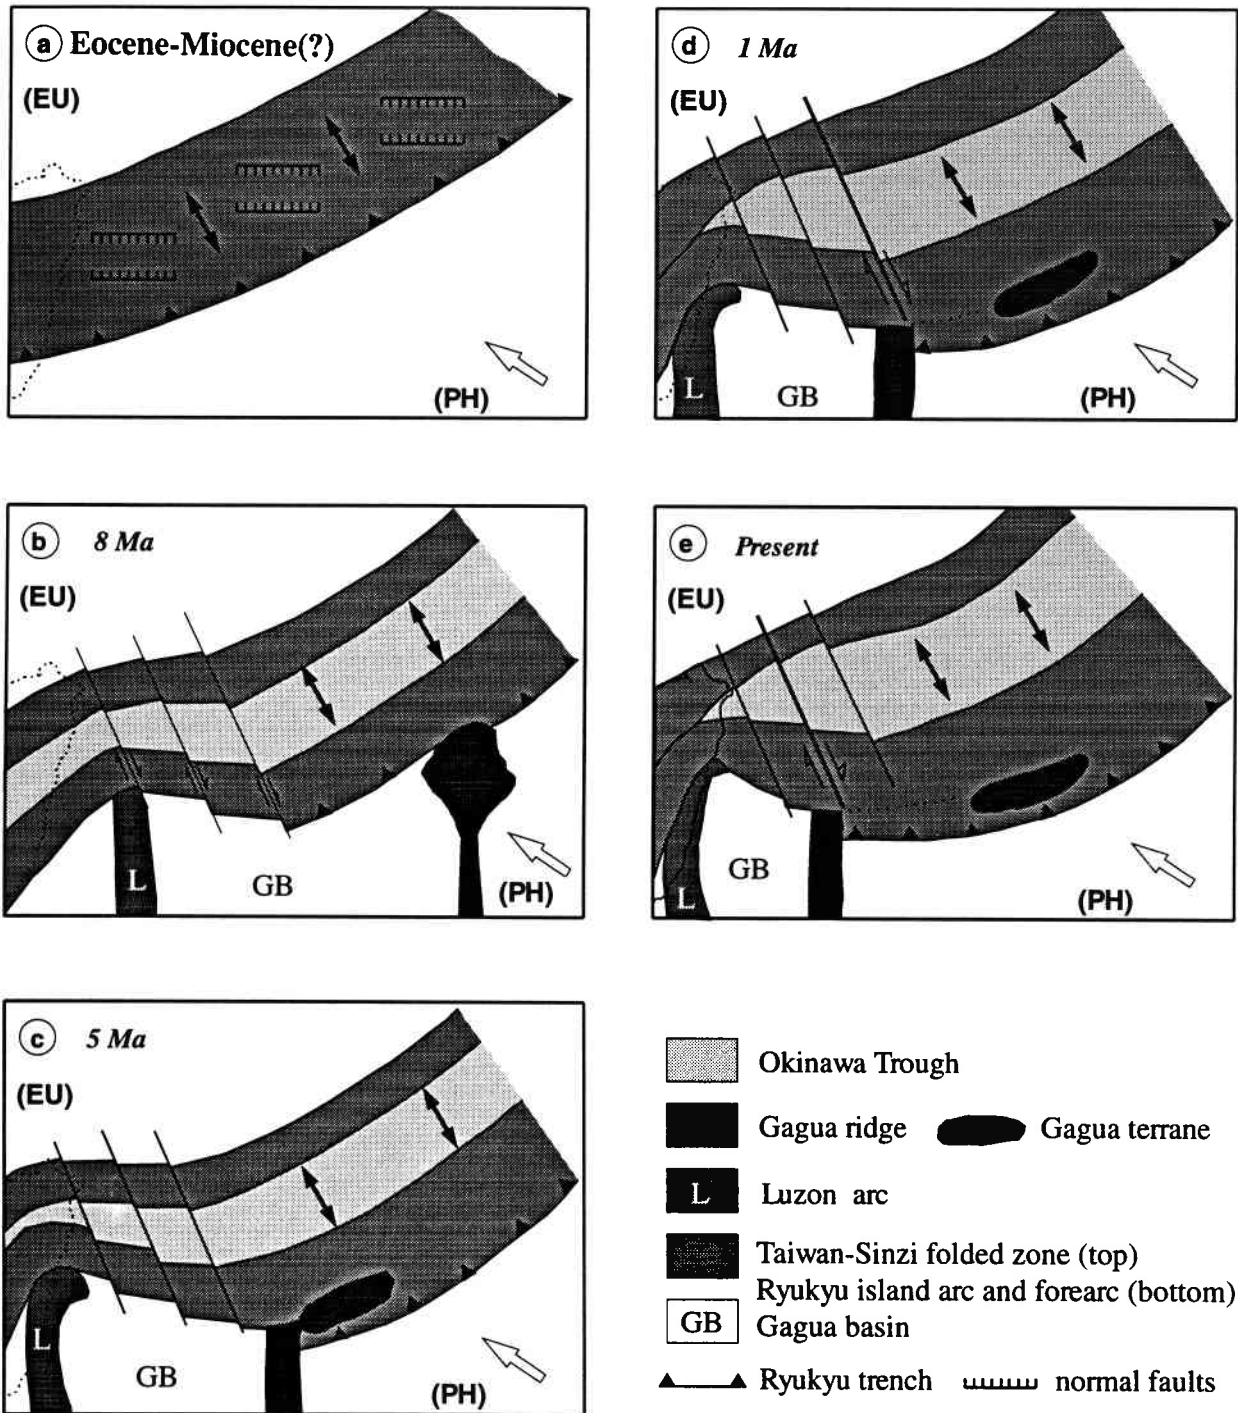 a Eocene-Miocene(?)
(EU)
(PH)
b 8 Ma
(EU)
L
GB
(PH)
c 5 Ma
(EU)
L
GB
(PH)
d 1 Ma
(EU)
L
GB
(PH)
e Present
(EU)
GB
L
(PH)
Okinawa Trough
Gagua ridge Gagua terrane
L Luzon arc
Taiwan-Sinzi folded zone (top)
Ryukyu island arc and forearc (bottom)
GB Gagua basin
Ryukyu trench normal faults